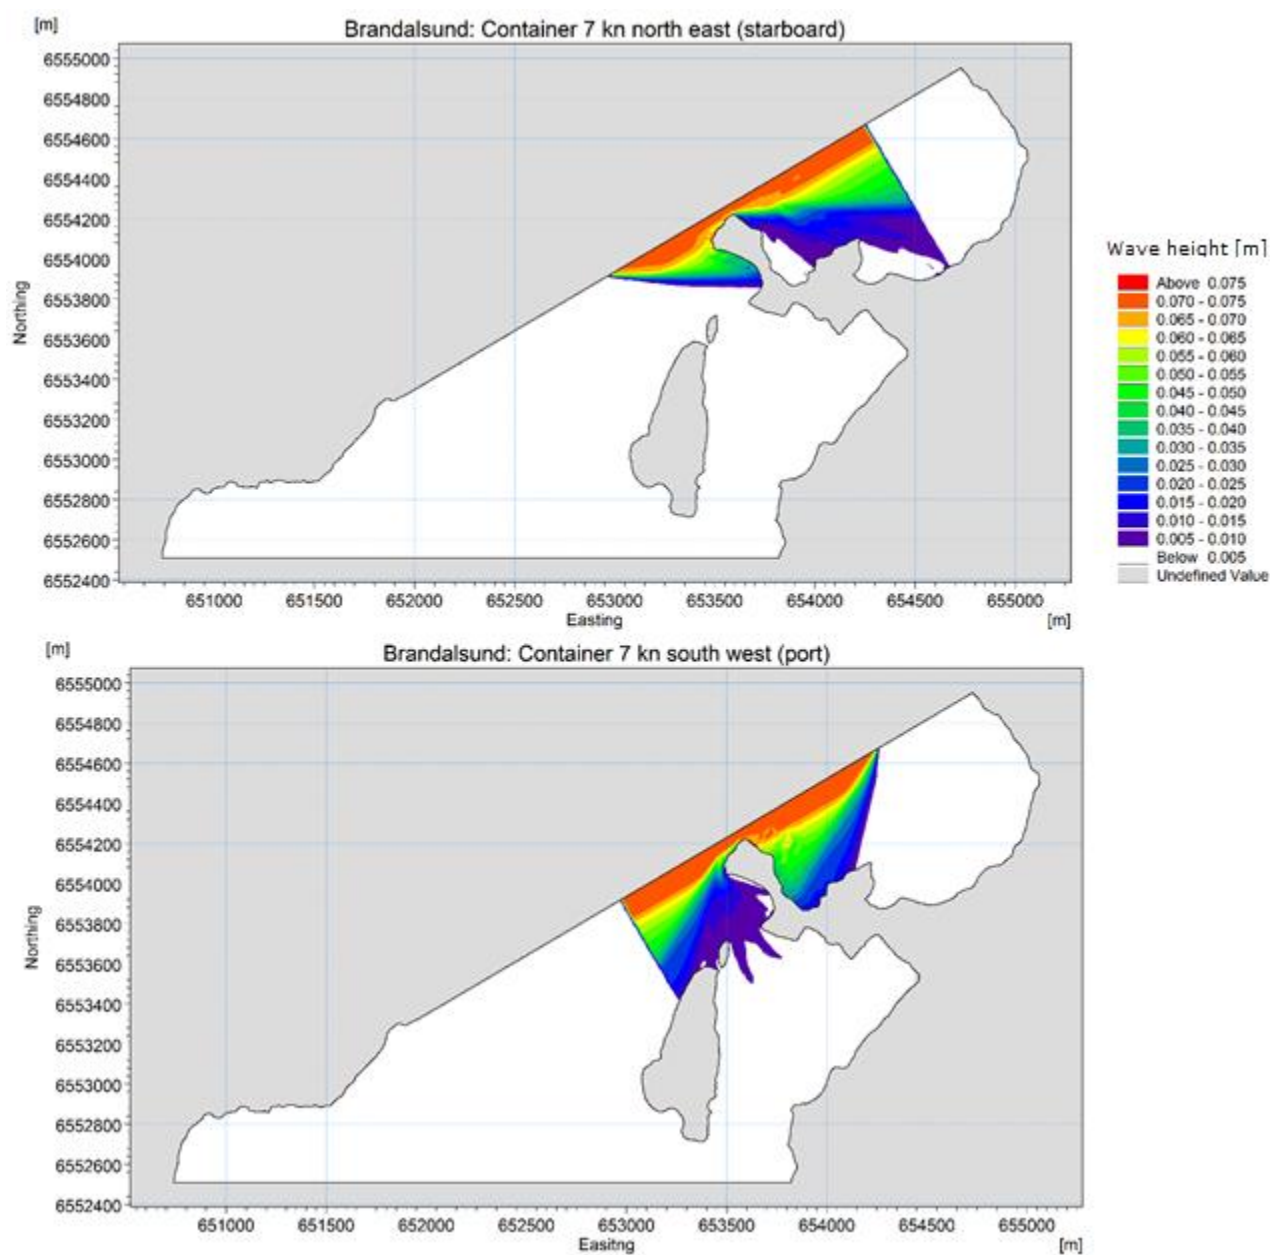 [m]
Brandalsund: Container 7 kn north east (starboard)
6555000
6554800
6554600
6554400
6554200
6554000
6553800
6553600
6553400
6553200
6553000
6552800
6552600
6552400
Northing
651000 651500 652000 652500 653000 653500 654000 654500 655000
Easting
[m]
Wave height [m]
Above 0.075
0.070 - 0.075
0.065 - 0.070
0.060 - 0.065
0.055 - 0.060
0.050 - 0.055
0.045 - 0.050
0.040 - 0.045
0.035 - 0.040
0.030 - 0.035
0.025 - 0.030
0.020 - 0.025
0.015 - 0.020
0.010 - 0.015
0.005 - 0.010
Below 0.005
Undefined Value
[m]
Brandalsund: Container 7 kn south west (port)
6555000
6554800
6554600
6554400
6554200
6554000
6553800
6553600
6553400
6553200
6553000
6552800
6552600
6552400
Northing
651000 651500 652000 652500 653000 653500 654000 654500 655000
Easitng
[m]